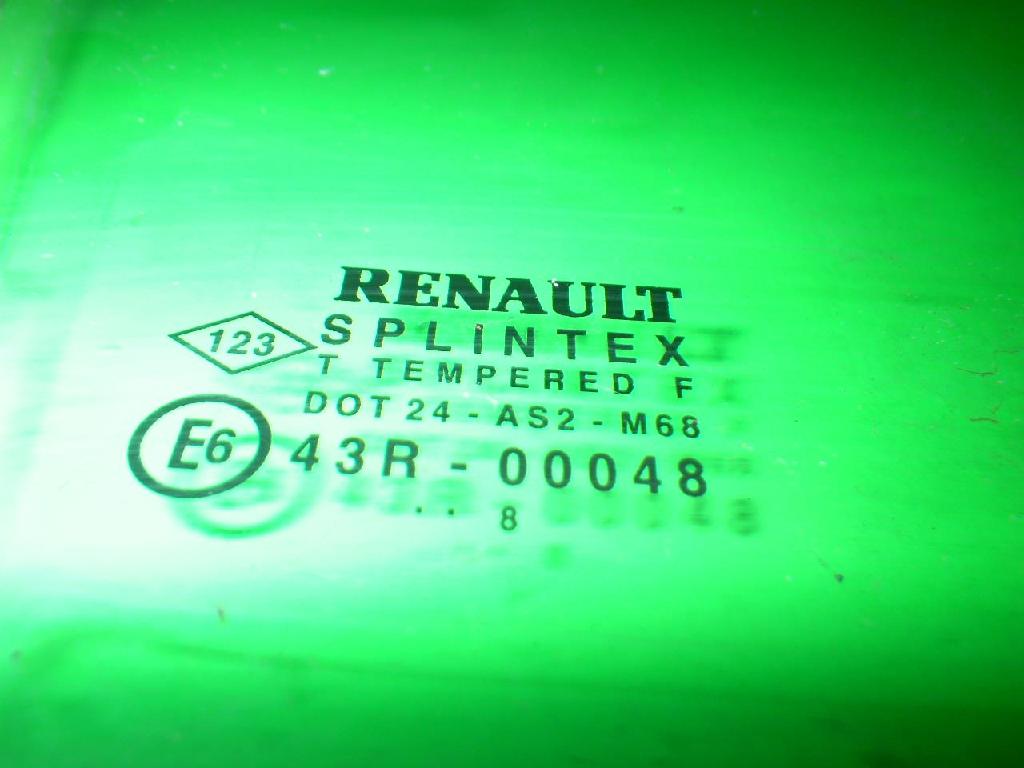 RENAULT
123 SPLINTEX
T TEMPERED F
DOT 24 - AS2 - M68
E6 43R - 00048
. . 8